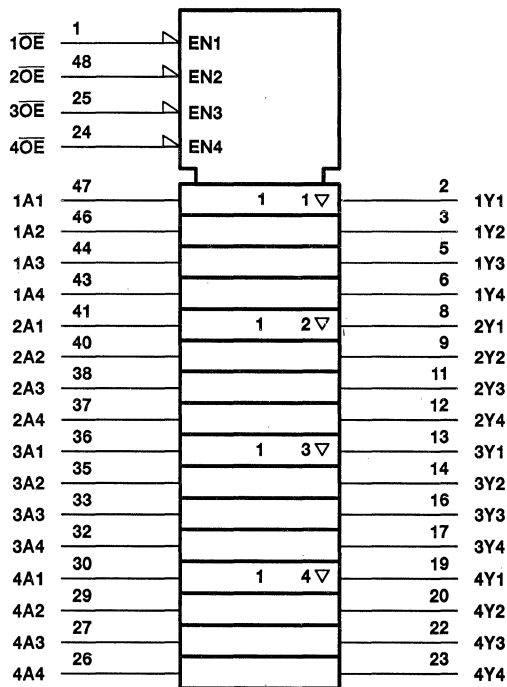 1O̅E̅ 1 EN1
2O̅E̅ 48 EN2
3O̅E̅ 25 EN3
4O̅E̅ 24 EN4
1A1 47 1 1 ▽ 2 1Y1
1A2 46 3 1Y2
1A3 44 5 1Y3
1A4 43 6 1Y4
2A1 41 1 2 ▽ 8 2Y1
2A2 40 9 2Y2
2A3 38 11 2Y3
2A4 37 12 2Y4
3A1 36 1 3 ▽ 13 3Y1
3A2 35 14 3Y2
3A3 33 16 3Y3
3A4 32 17 3Y4
4A1 30 1 4 ▽ 19 4Y1
4A2 29 20 4Y2
4A3 27 22 4Y3
4A4 26 23 4Y4